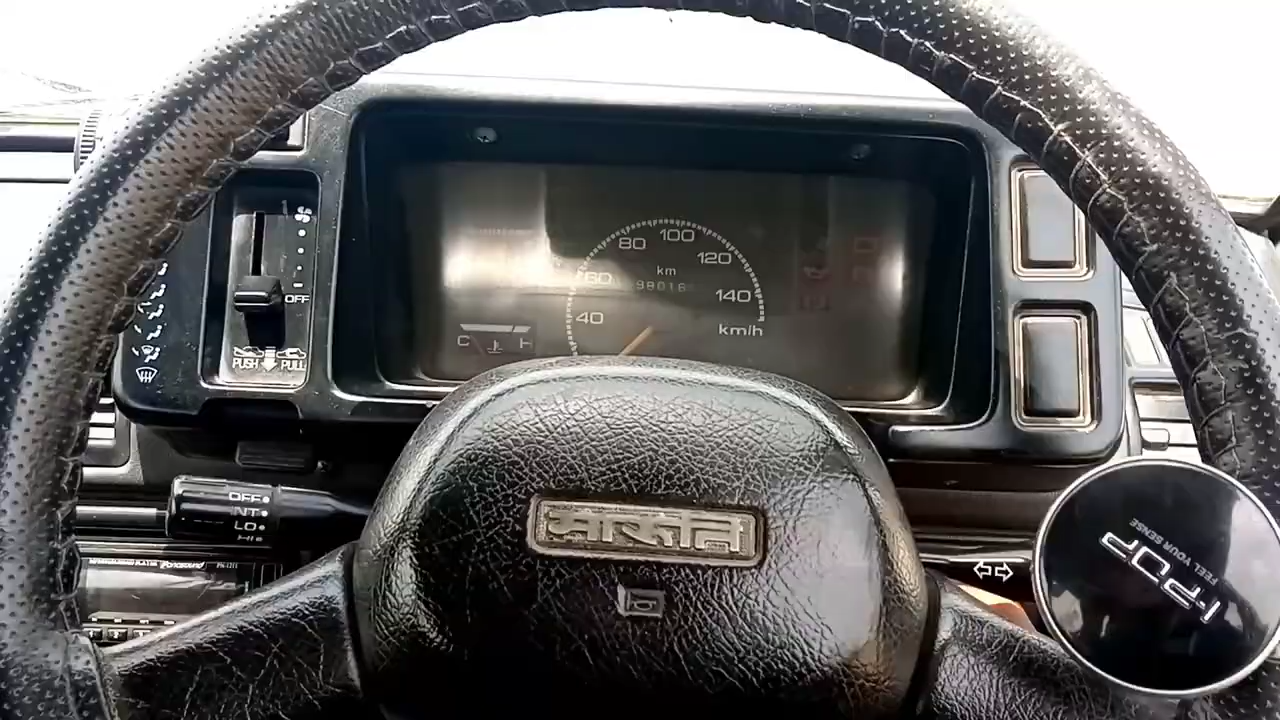 OFF
PUSH PULL
40
60
80
100
120
140
km
98016
km/h
C H
OFF
INT
LO
HI
मारुति
I-POP
FEEL YOUR SENSE